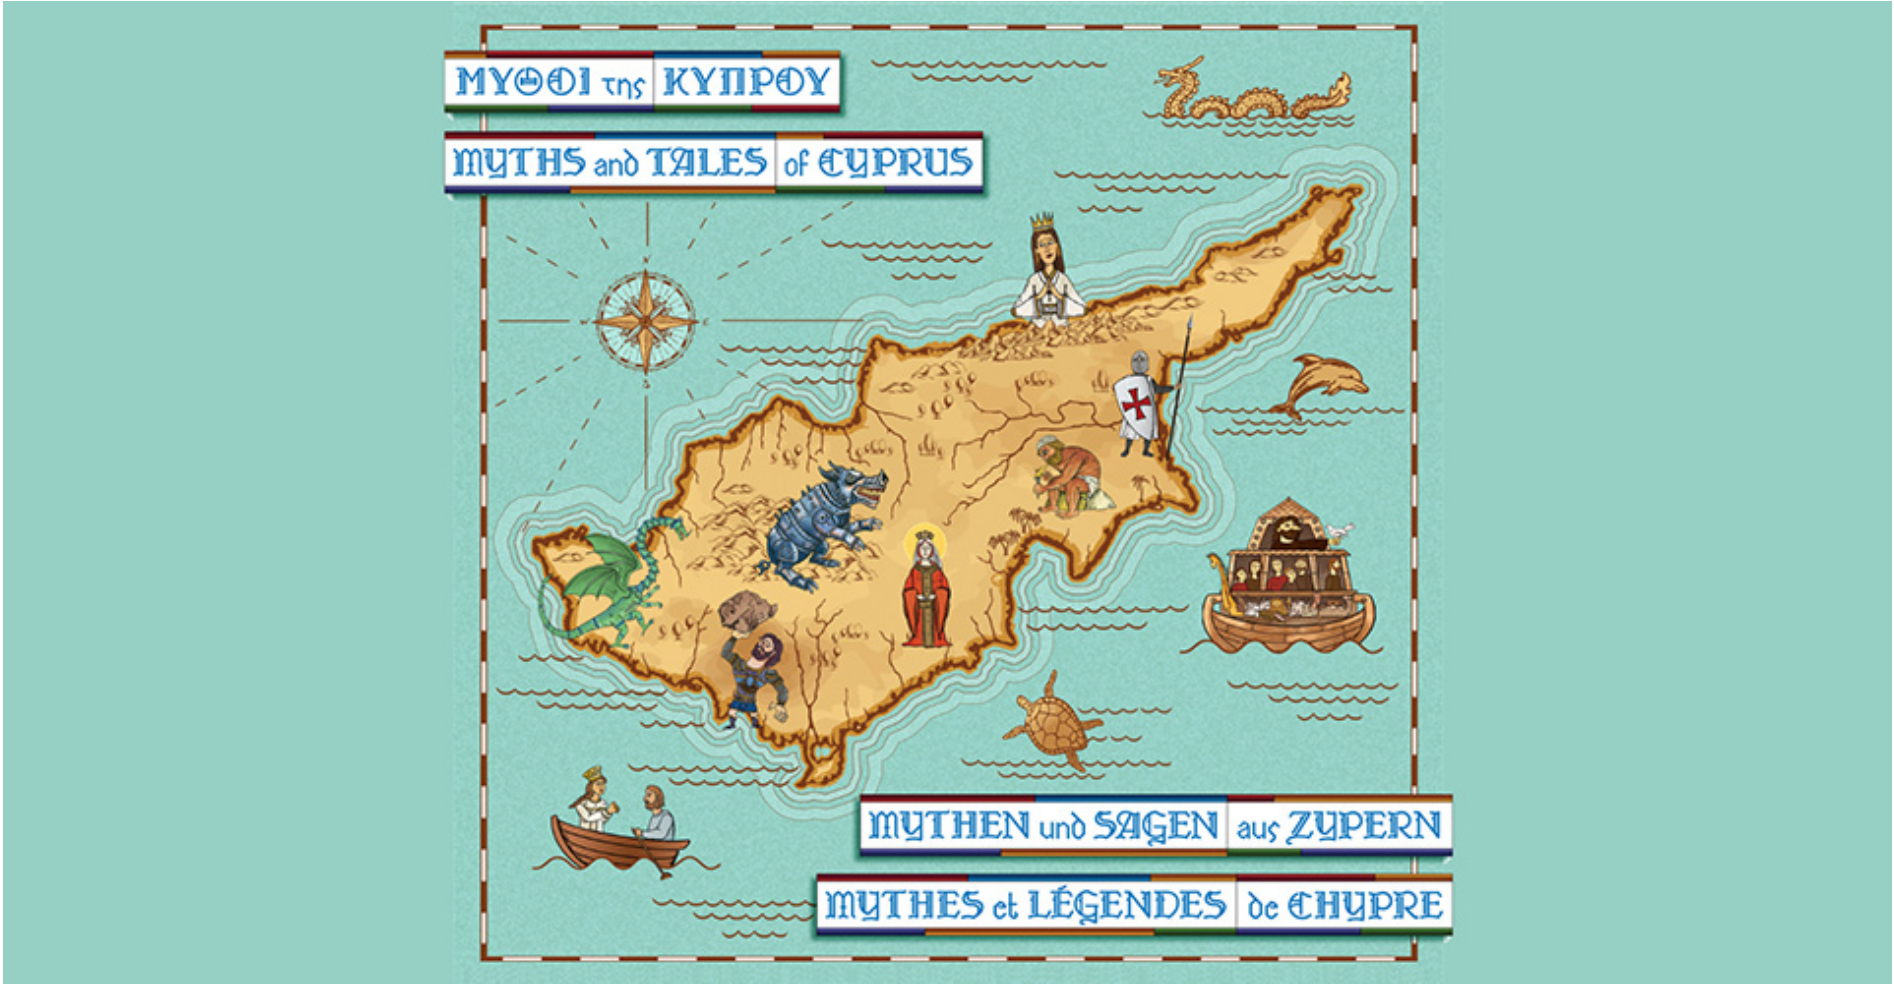 ΜΥΘΟΙ της ΚΥΠΡΟΥ
MYTHS and TALES of CYPRUS
N
W E
S
MYTHEN und SAGEN aus ZYPERN
MYTHES et LÉGENDES de CHYPRE